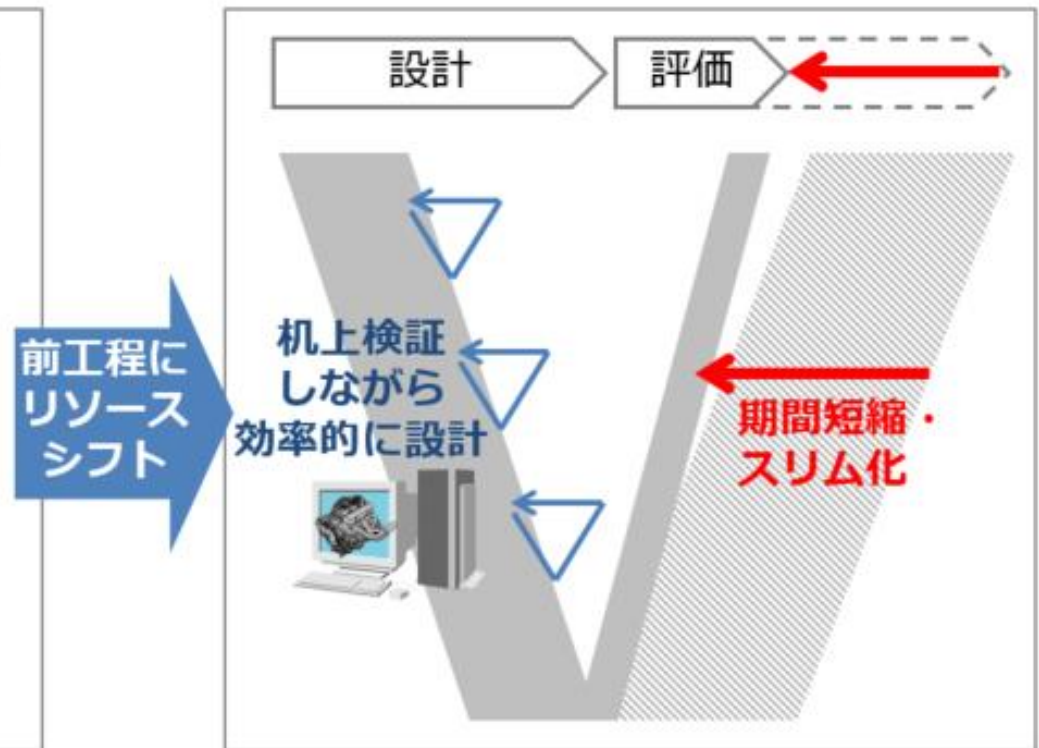 設計
評価
前工程に
リソース
シフト
机上検証
しながら
効率的に設計
期間短縮・
スリム化